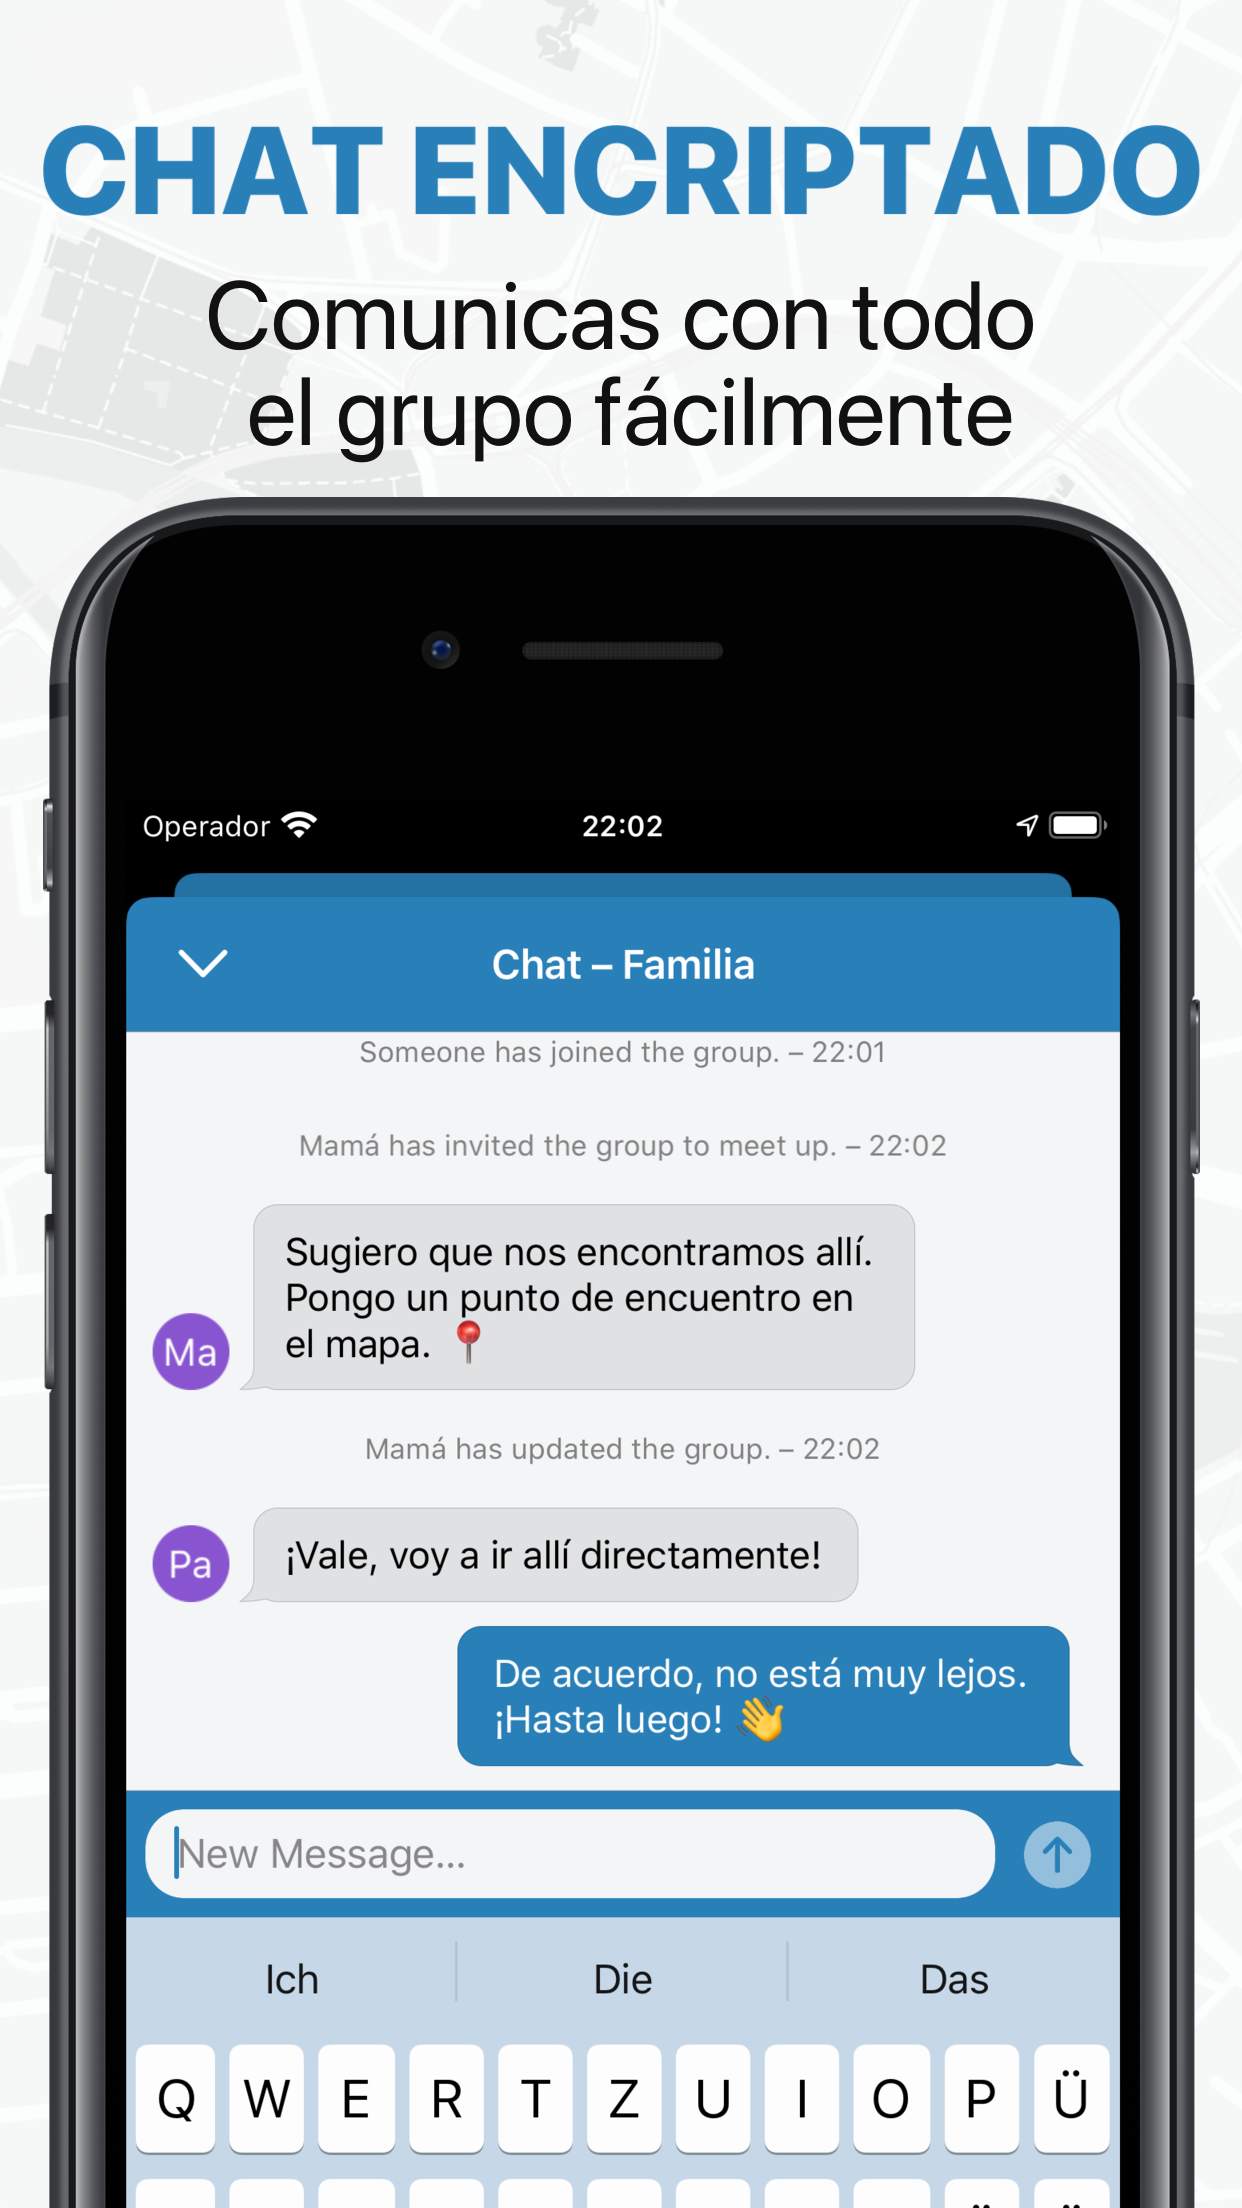 CHAT ENCRIPTADO
Comunicas con todo
el grupo fácilmente
Operador
22:02
Chat – Familia
Someone has joined the group. – 22:01
Mamá has invited the group to meet up. – 22:02
Sugiero que nos encontramos allí.
Pongo un punto de encuentro en
el mapa. 📍
Ma
Mamá has updated the group. – 22:02
Pa
¡Vale, voy a ir allí directamente!
De acuerdo, no está muy lejos.
¡Hasta luego! 👋
New Message...
Ich Die Das
Q W E R T Z U I O P Ü